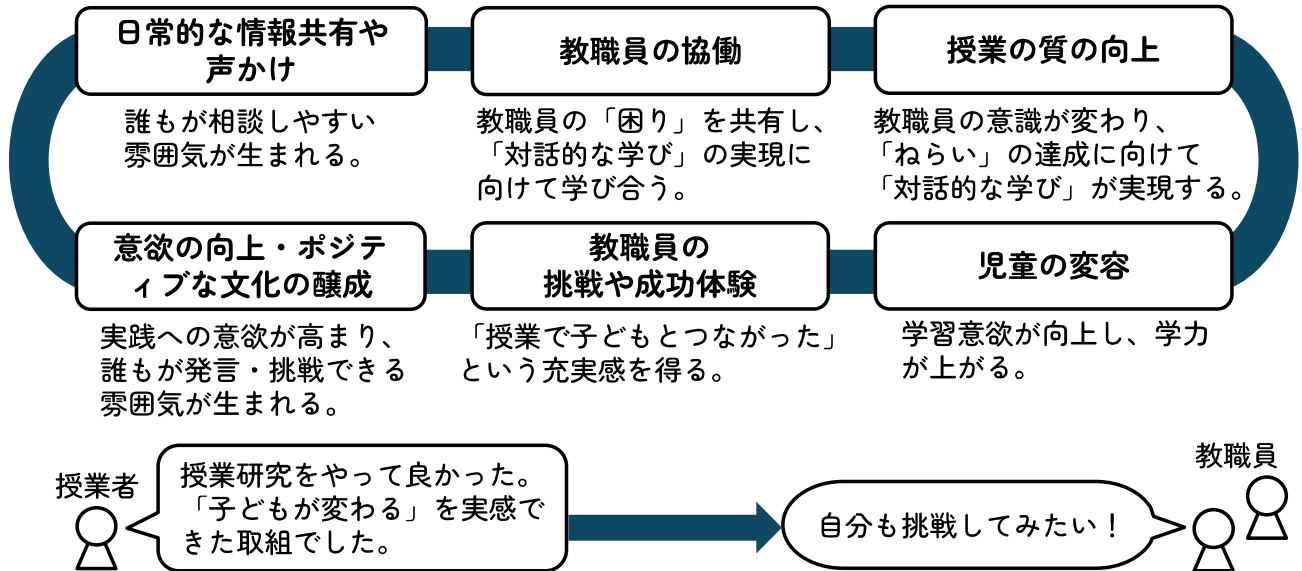 日常的な情報共有や
声かけ
誰もが相談しやすい
雰囲気が生まれる。
教職員の協働
教職員の「困り」を共有し、
「対話的な学び」の実現に
向けて学び合う。
授業の質の向上
教職員の意識が変わり、
「ねらい」の達成に向けて
「対話的な学び」が実現する。
意欲の向上・ポジテ
ィブな文化の醸成
実践への意欲が高まり、
誰もが発言・挑戦できる
雰囲気が生まれる。
教職員の
挑戦や成功体験
「授業で子どもとつながった」
という充実感を得る。
児童の変容
学習意欲が向上し、学力
が上がる。
授業者
授業研究をやって良かった。
「子どもが変わる」を実感で
きた取組でした。
自分も挑戦してみたい！
教職員